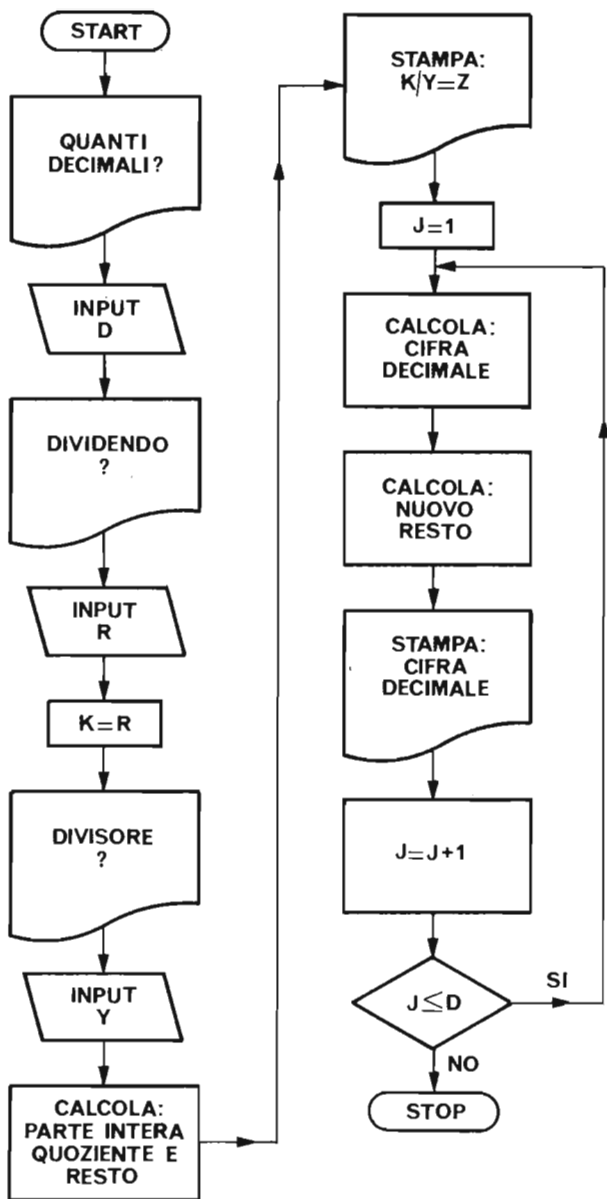 START
QUANTI
DECIMALI?
INPUT
D
DIVIDENDO
?
INPUT
R
K=R
DIVISORE
?
INPUT
Y
CALCOLA:
PARTE INTERA
QUOZIENTE E
RESTO
STAMPA:
K/Y=Z
J=1
CALCOLA:
CIFRA
DECIMALE
CALCOLA:
NUOVO
RESTO
STAMPA:
CIFRA
DECIMALE
J=J+1
J≤D
SI
NO
STOP